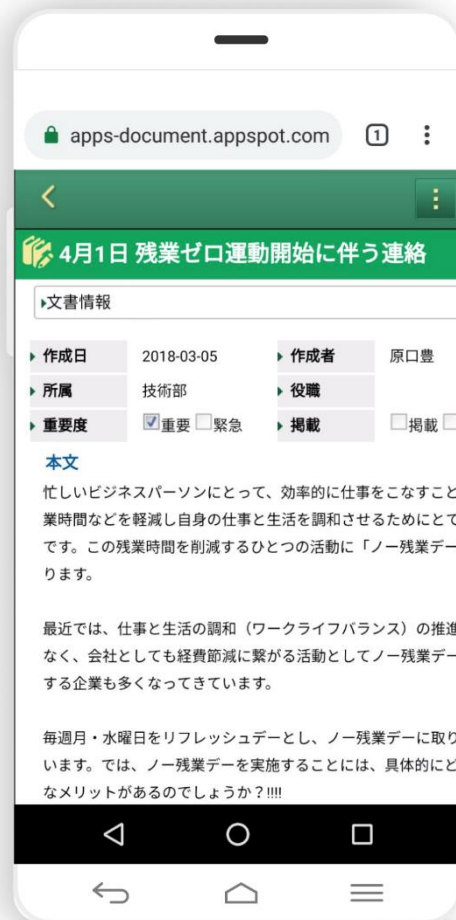 apps-document.appspot.com 1
4月1日 残業ゼロ運動開始に伴う連絡
文書情報
作成日 2018-03-05 作成者 原口豊
所属 技術部 役職
重要度 重要 緊急 掲載 掲載
本文
忙しいビジネスパーソンにとって、効率的に仕事をこなすこと
業時間などを軽減し自身の仕事と生活を調和させるためにとて
です。この残業時間を削減するひとつの活動に「ノー残業デー
ります。
最近では、仕事と生活の調和（ワークライフバランス）の推進
なく、会社としても経費節減に繋がる活動としてノー残業デー
する企業も多くなってきています。
毎週月・水曜日をリフレッシュデーとし、ノー残業デーに取り
います。では、ノー残業デーを実施することには、具体的にど
なメリットがあるのでしょうか？!!!!